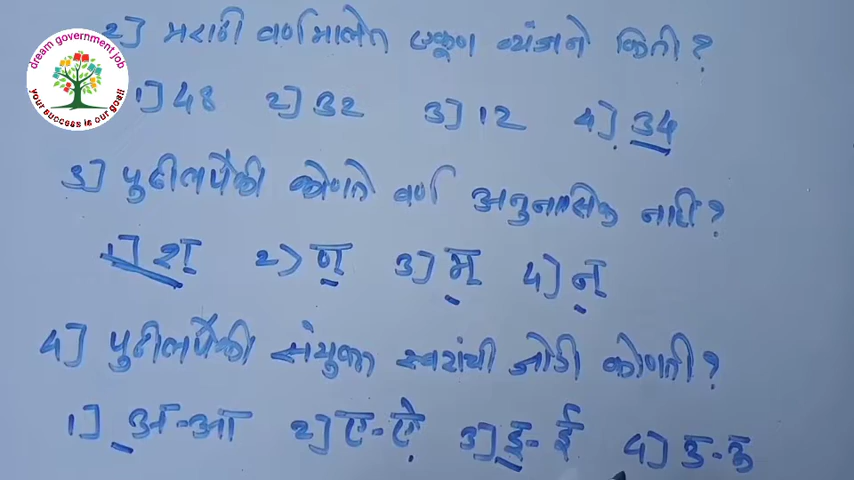 dream government job
your success is our goal!!
2] मराठी वर्णमालेत एकूण व्यंजने किती?
1] 48 2] 32 3] 12 4] 34
3] पुढीलपैकी कोणते वर्ण अनुनासिक नाही?
1] श् 2) ण् 3] म् 4] न्
4] पुढीलपैकी संयुक्त स्वरांची जोडी कोणती?
1] अ-आ 2] ए-ऐ 3] इ-ई 4] उ-ऊ